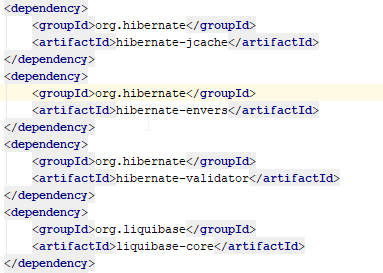 <dependency>
    <groupId>org.hibernate</groupId>
    <artifactId>hibernate-jcache</artifactId>
</dependency>
<dependency>
    <groupId>org.hibernate</groupId>
    <artifactId>hibernate-envers</artifactId>
</dependency>
<dependency>
    <groupId>org.hibernate</groupId>
    <artifactId>hibernate-validator</artifactId>
</dependency>
<dependency>
    <groupId>org.liquibase</groupId>
    <artifactId>liquibase-core</artifactId>
</dependency>